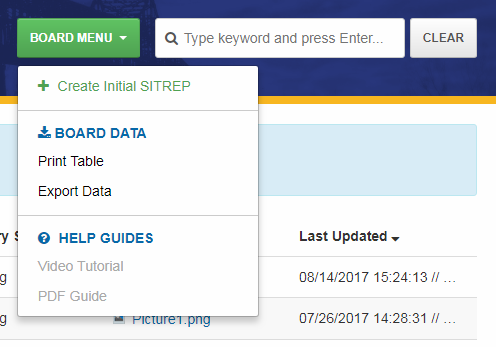 BOARD MENU
Type keyword and press Enter...
CLEAR
Create Initial SITREP
BOARD DATA
Print Table
Export Data
ry S
Last Updated
HELP GUIDES
Video Tutorial
g
08/14/2017 15:24:13 // ...
PDF Guide
g
Picture1.png
07/26/2017 14:28:31 // ...